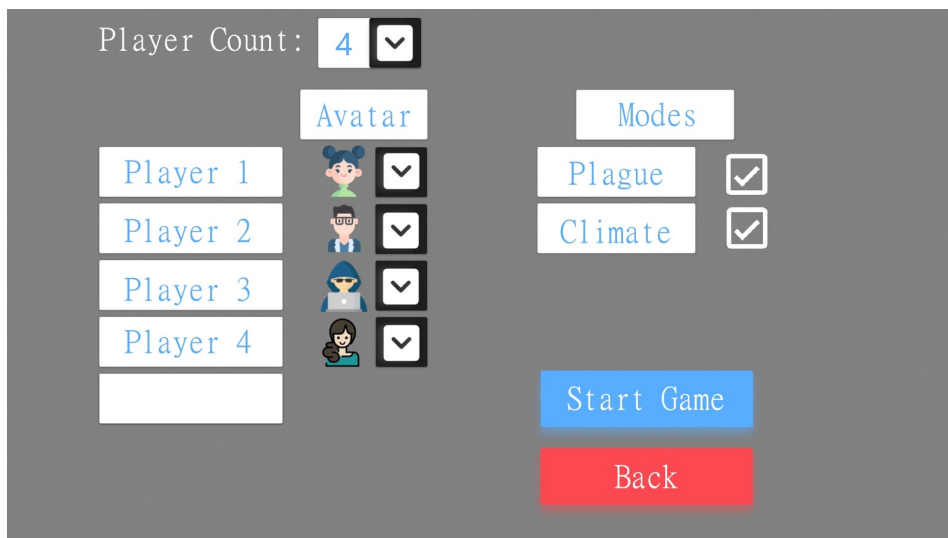 Player Count: 4
Avatar
Player 1
Player 2
Player 3
Player 4
Modes
Plague
Climate
Start Game
Back